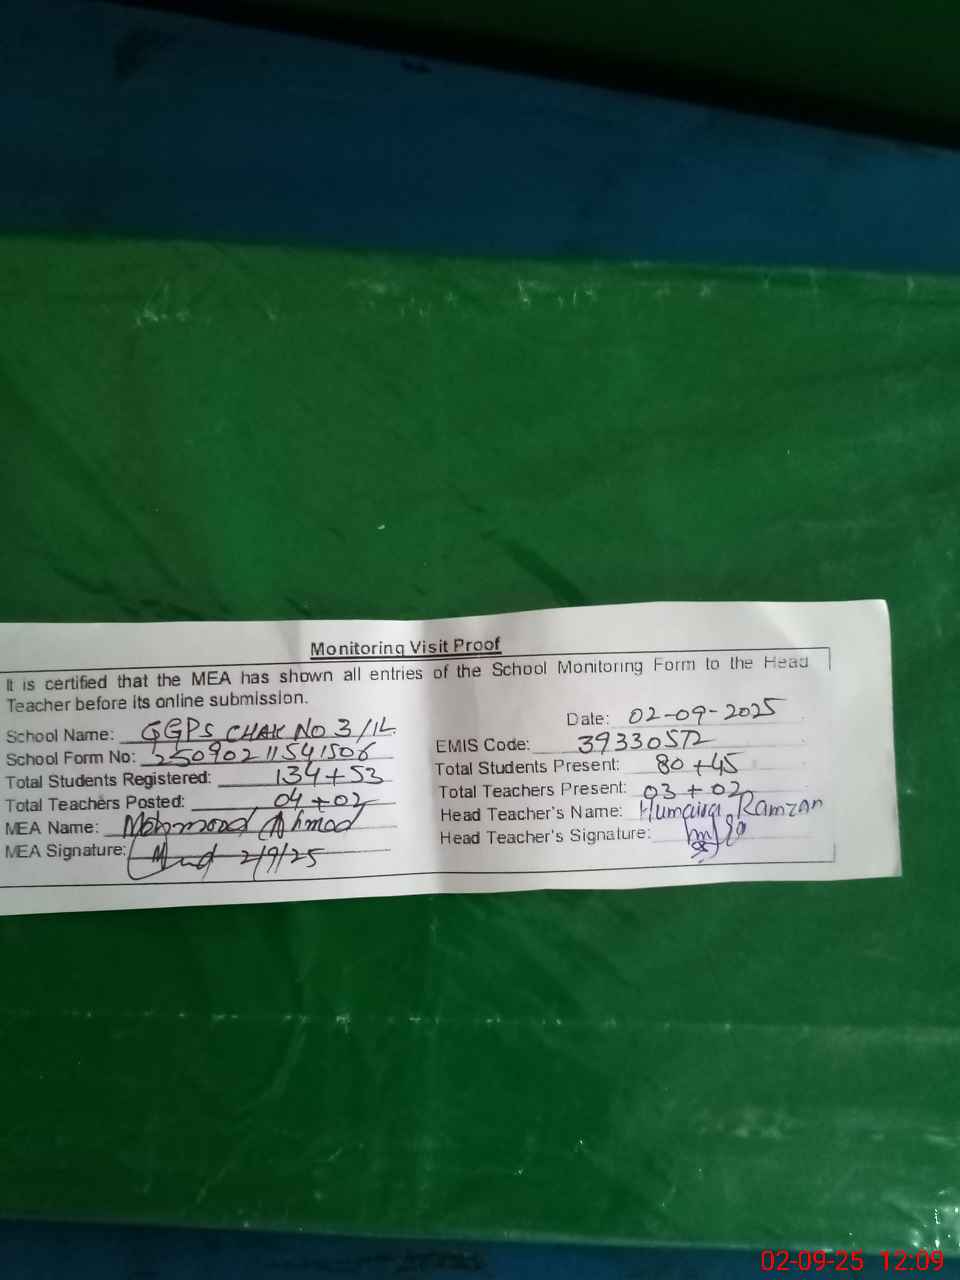 Monitoring Visit Proof
It is certified that the MEA has shown all entries of the School Monitoring Form to the Head
Teacher before its online submission.
Date: 02-09-2025
School Name: GGPS CHAK NO 3/1L
EMIS Code: 39330572
School Form No: 25090211541506
Total Students Present: 80+45
Total Students Registered: 134+53
Total Teachers Present: 03+02
Total Teachers Posted: 04+02
Head Teacher's Name: Humaira Ramzan
MEA Name: Mahmood Ahmad
Head Teacher's Signature:
MEA Signature: 2/9/25
02-09-25 12:09